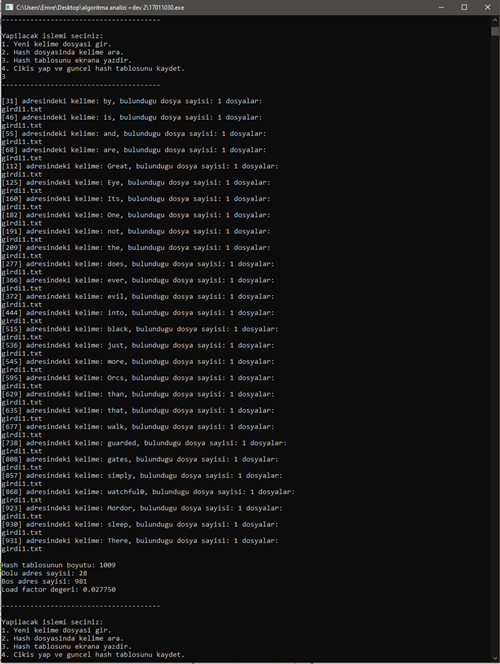 C:\Users\Emre\Desktop\algoritma analizi - dev 2\17011030.exe
---------------------------------------
Yapilacak islemi seciniz:
1. Yeni kelime dosyasi gir.
2. Hash dosyasinda kelime ara.
3. Hash tablosunu ekrana yazdir.
4. Cikis yap ve guncel hash tablosunu kaydet.
3
---------------------------------------
[31] adresindeki kelime: by, bulundugu dosya sayisi: 1 dosyalar:
girdi1.txt
[46] adresindeki kelime: is, bulundugu dosya sayisi: 1 dosyalar:
girdi1.txt
[55] adresindeki kelime: and, bulundugu dosya sayisi: 1 dosyalar:
girdi1.txt
[68] adresindeki kelime: are, bulundugu dosya sayisi: 1 dosyalar:
girdi1.txt
[112] adresindeki kelime: Great, bulundugu dosya sayisi: 1 dosyalar:
girdi1.txt
[125] adresindeki kelime: Eye, bulundugu dosya sayisi: 1 dosyalar:
girdi1.txt
[160] adresindeki kelime: Its, bulundugu dosya sayisi: 1 dosyalar:
girdi1.txt
[182] adresindeki kelime: One, bulundugu dosya sayisi: 1 dosyalar:
girdi1.txt
[191] adresindeki kelime: not, bulundugu dosya sayisi: 1 dosyalar:
girdi1.txt
[209] adresindeki kelime: the, bulundugu dosya sayisi: 1 dosyalar:
girdi1.txt
[277] adresindeki kelime: does, bulundugu dosya sayisi: 1 dosyalar:
girdi1.txt
[366] adresindeki kelime: ever, bulundugu dosya sayisi: 1 dosyalar:
girdi1.txt
[372] adresindeki kelime: evil, bulundugu dosya sayisi: 1 dosyalar:
girdi1.txt
[444] adresindeki kelime: into, bulundugu dosya sayisi: 1 dosyalar:
girdi1.txt
[515] adresindeki kelime: black, bulundugu dosya sayisi: 1 dosyalar:
girdi1.txt
[536] adresindeki kelime: just, bulundugu dosya sayisi: 1 dosyalar:
girdi1.txt
[545] adresindeki kelime: more, bulundugu dosya sayisi: 1 dosyalar:
girdi1.txt
[595] adresindeki kelime: Orcs, bulundugu dosya sayisi: 1 dosyalar:
girdi1.txt
[629] adresindeki kelime: than, bulundugu dosya sayisi: 1 dosyalar:
girdi1.txt
[635] adresindeki kelime: that, bulundugu dosya sayisi: 1 dosyalar:
girdi1.txt
[677] adresindeki kelime: walk, bulundugu dosya sayisi: 1 dosyalar:
girdi1.txt
[738] adresindeki kelime: guarded, bulundugu dosya sayisi: 1 dosyalar:
girdi1.txt
[808] adresindeki kelime: gates, bulundugu dosya sayisi: 1 dosyalar:
girdi1.txt
[857] adresindeki kelime: simply, bulundugu dosya sayisi: 1 dosyalar:
girdi1.txt
[868] adresindeki kelime: watchful@, bulundugu dosya sayisi: 1 dosyalar:
girdi1.txt
[923] adresindeki kelime: Mordor, bulundugu dosya sayisi: 1 dosyalar:
girdi1.txt
[930] adresindeki kelime: sleep, bulundugu dosya sayisi: 1 dosyalar:
girdi1.txt
[931] adresindeki kelime: There, bulundugu dosya sayisi: 1 dosyalar:
girdi1.txt
Hash tablosunun boyutu: 1009
Dolu adres sayisi: 28
Bos adres sayisi: 981
Load factor degeri: 0.027750
---------------------------------------
Yapilacak islemi seciniz:
1. Yeni kelime dosyasi gir.
2. Hash dosyasinda kelime ara.
3. Hash tablosunu ekrana yazdir.
4. Cikis yap ve guncel hash tablosunu kaydet.